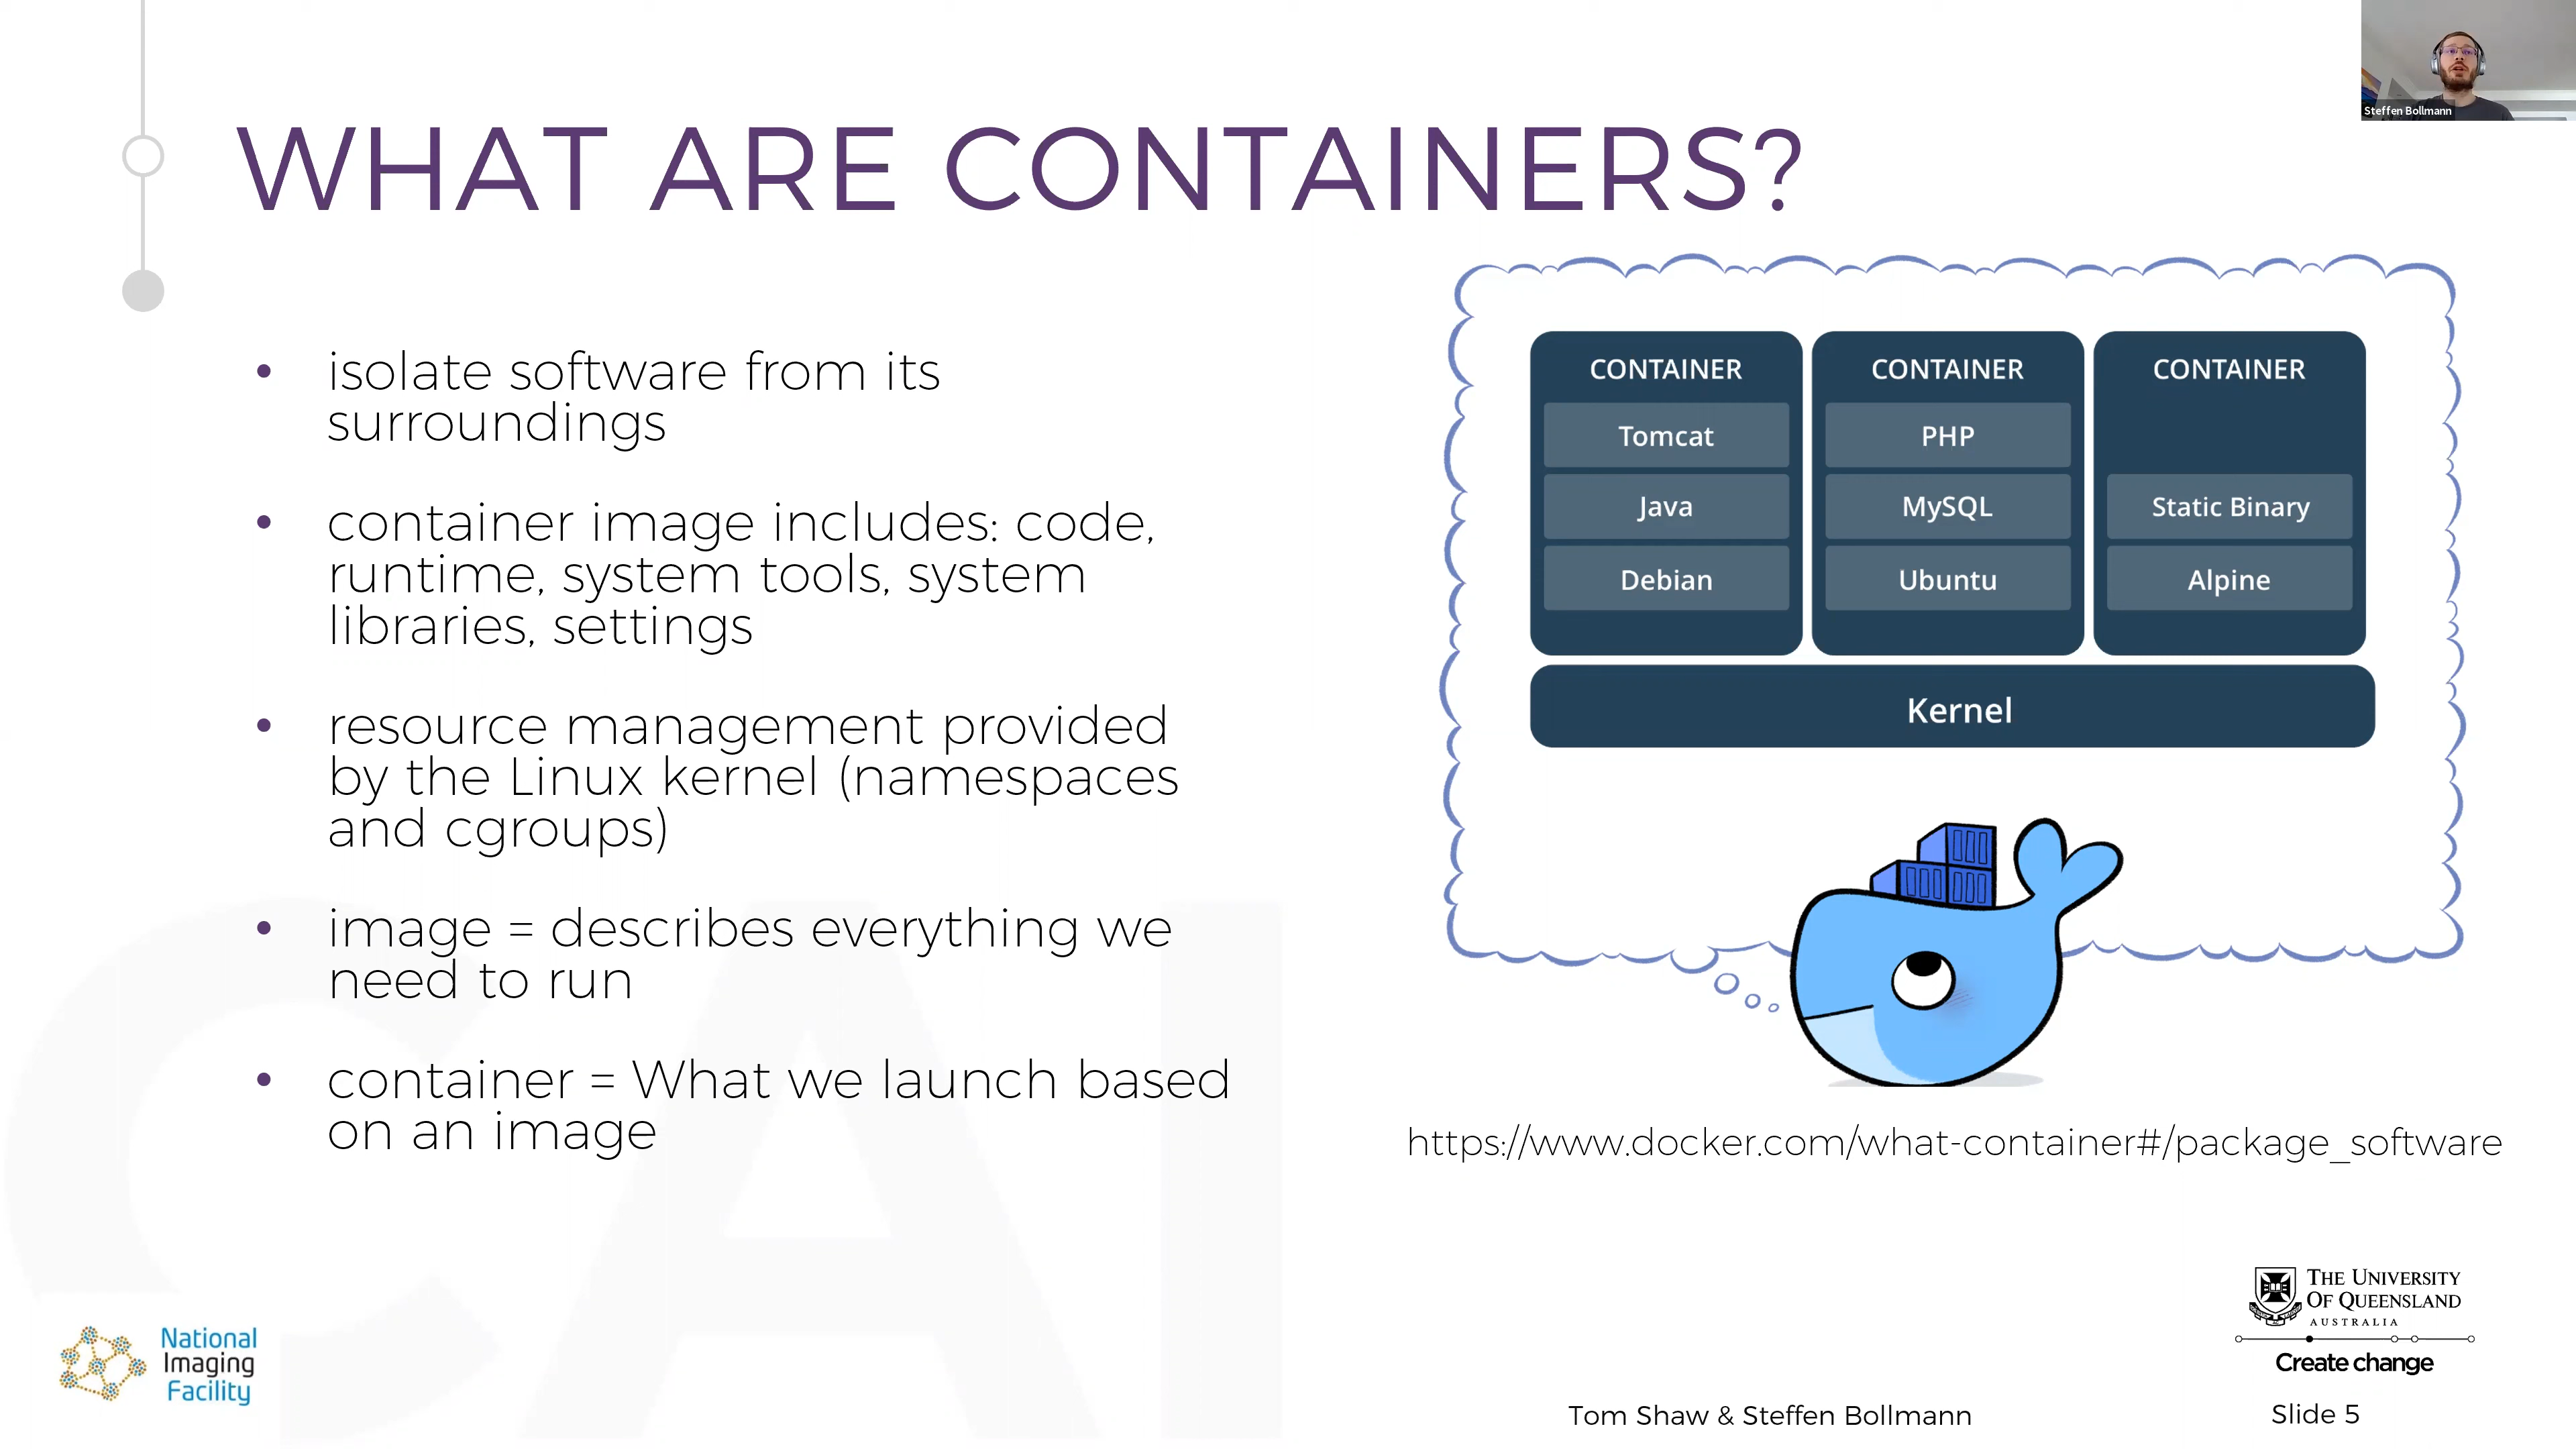 Steffen Bollmann
WHAT ARE CONTAINERS?
• isolate software from its
surroundings
• container image includes: code,
runtime, system tools, system
libraries, settings
• resource management provided
by the Linux kernel (namespaces
and cgroups)
• image = describes everything we
need to run
• container = What we launch based
on an image
CONTAINER
Tomcat
Java
Debian
CONTAINER
PHP
MySQL
Ubuntu
CONTAINER
Static Binary
Alpine
Kernel
https://www.docker.com/what-container#/package_software
CAI
National
Imaging
Facility
THE UNIVERSITY
OF QUEENSLAND
AUSTRALIA
Create change
Tom Shaw & Steffen Bollmann
Slide 5